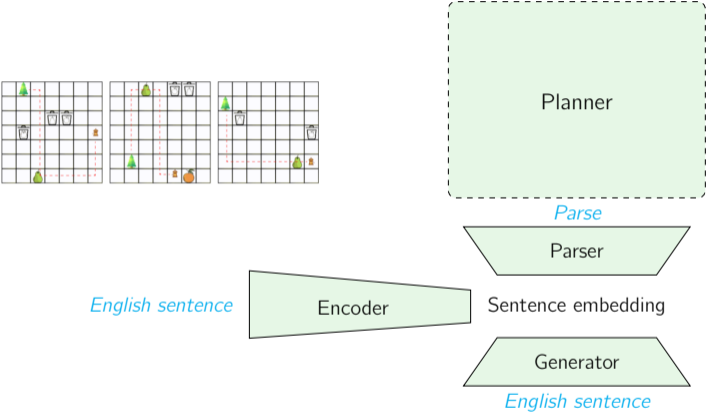 Planner
Parse
Parser
English sentence
Encoder
Sentence embedding
Generator
English sentence